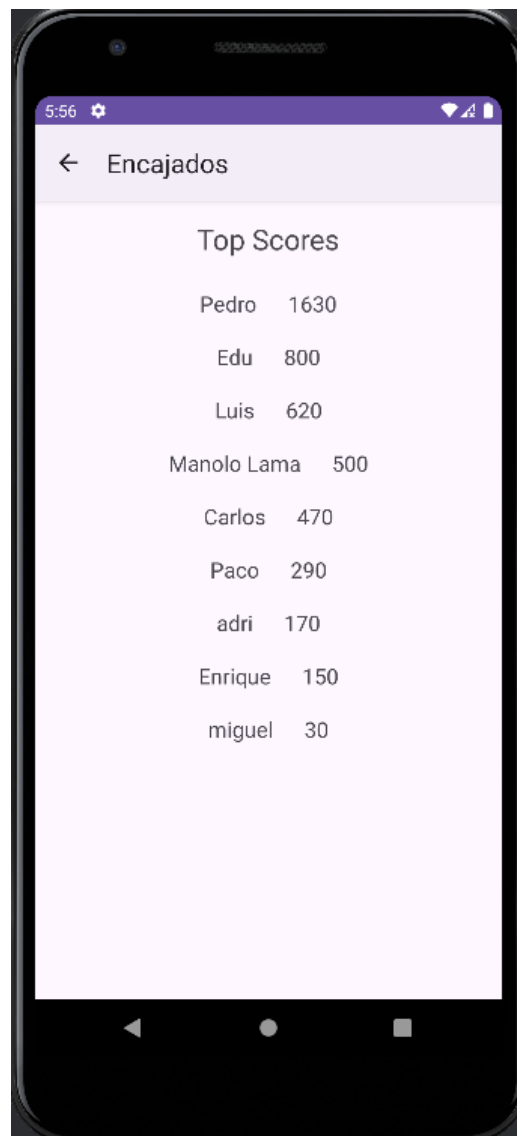 5:56
Encajados
Top Scores
Pedro 1630
Edu 800
Luis 620
Manolo Lama 500
Carlos 470
Paco 290
adri 170
Enrique 150
miguel 30